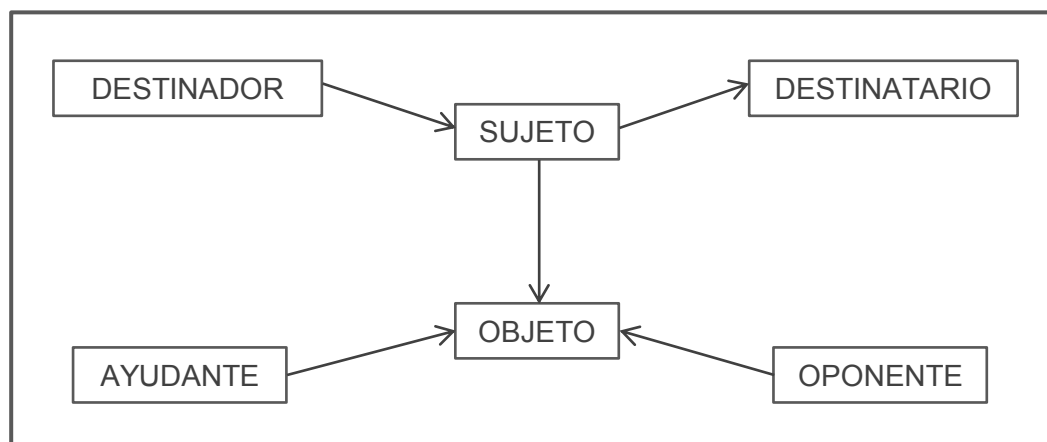 DESTINADOR
DESTINATARIO
SUJETO
OBJETO
AYUDANTE
OPONENTE